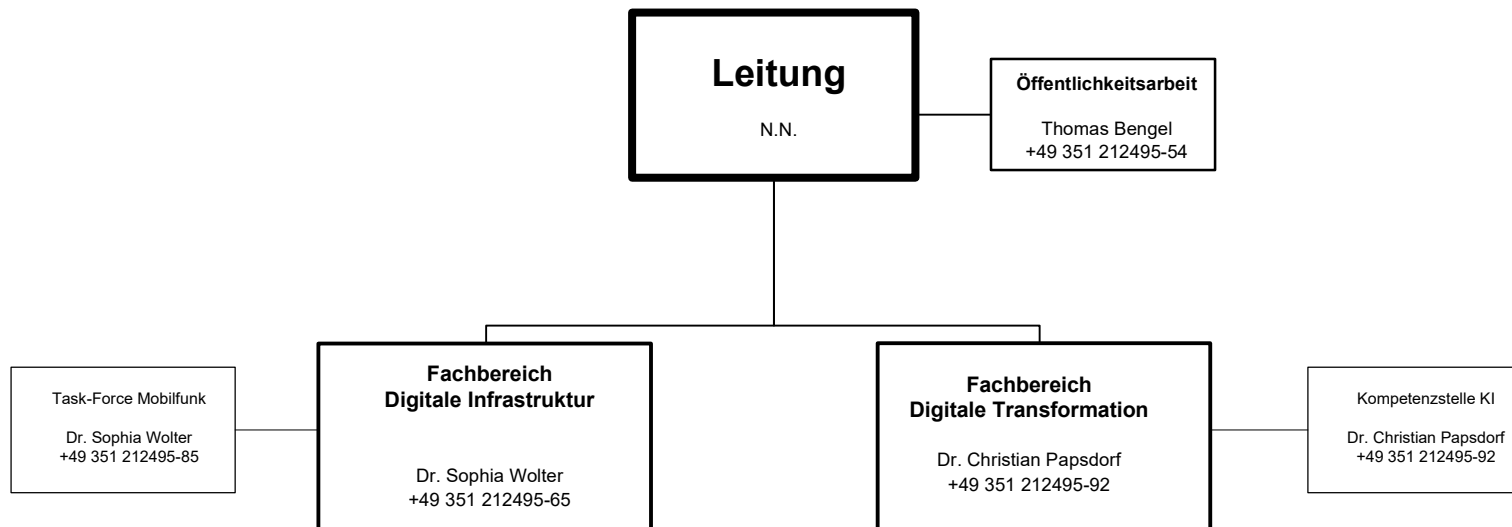 Leitung
N.N.
Öffentlichkeitsarbeit
Thomas Bengel
+49 351 212495-54
Task-Force Mobilfunk
Dr. Sophia Wolter
+49 351 212495-85
Fachbereich
Digitale Infrastruktur
Dr. Sophia Wolter
+49 351 212495-65
Fachbereich
Digitale Transformation
Dr. Christian Papsdorf
+49 351 212495-92
Kompetenzstelle KI
Dr. Christian Papsdorf
+49 351 212495-92